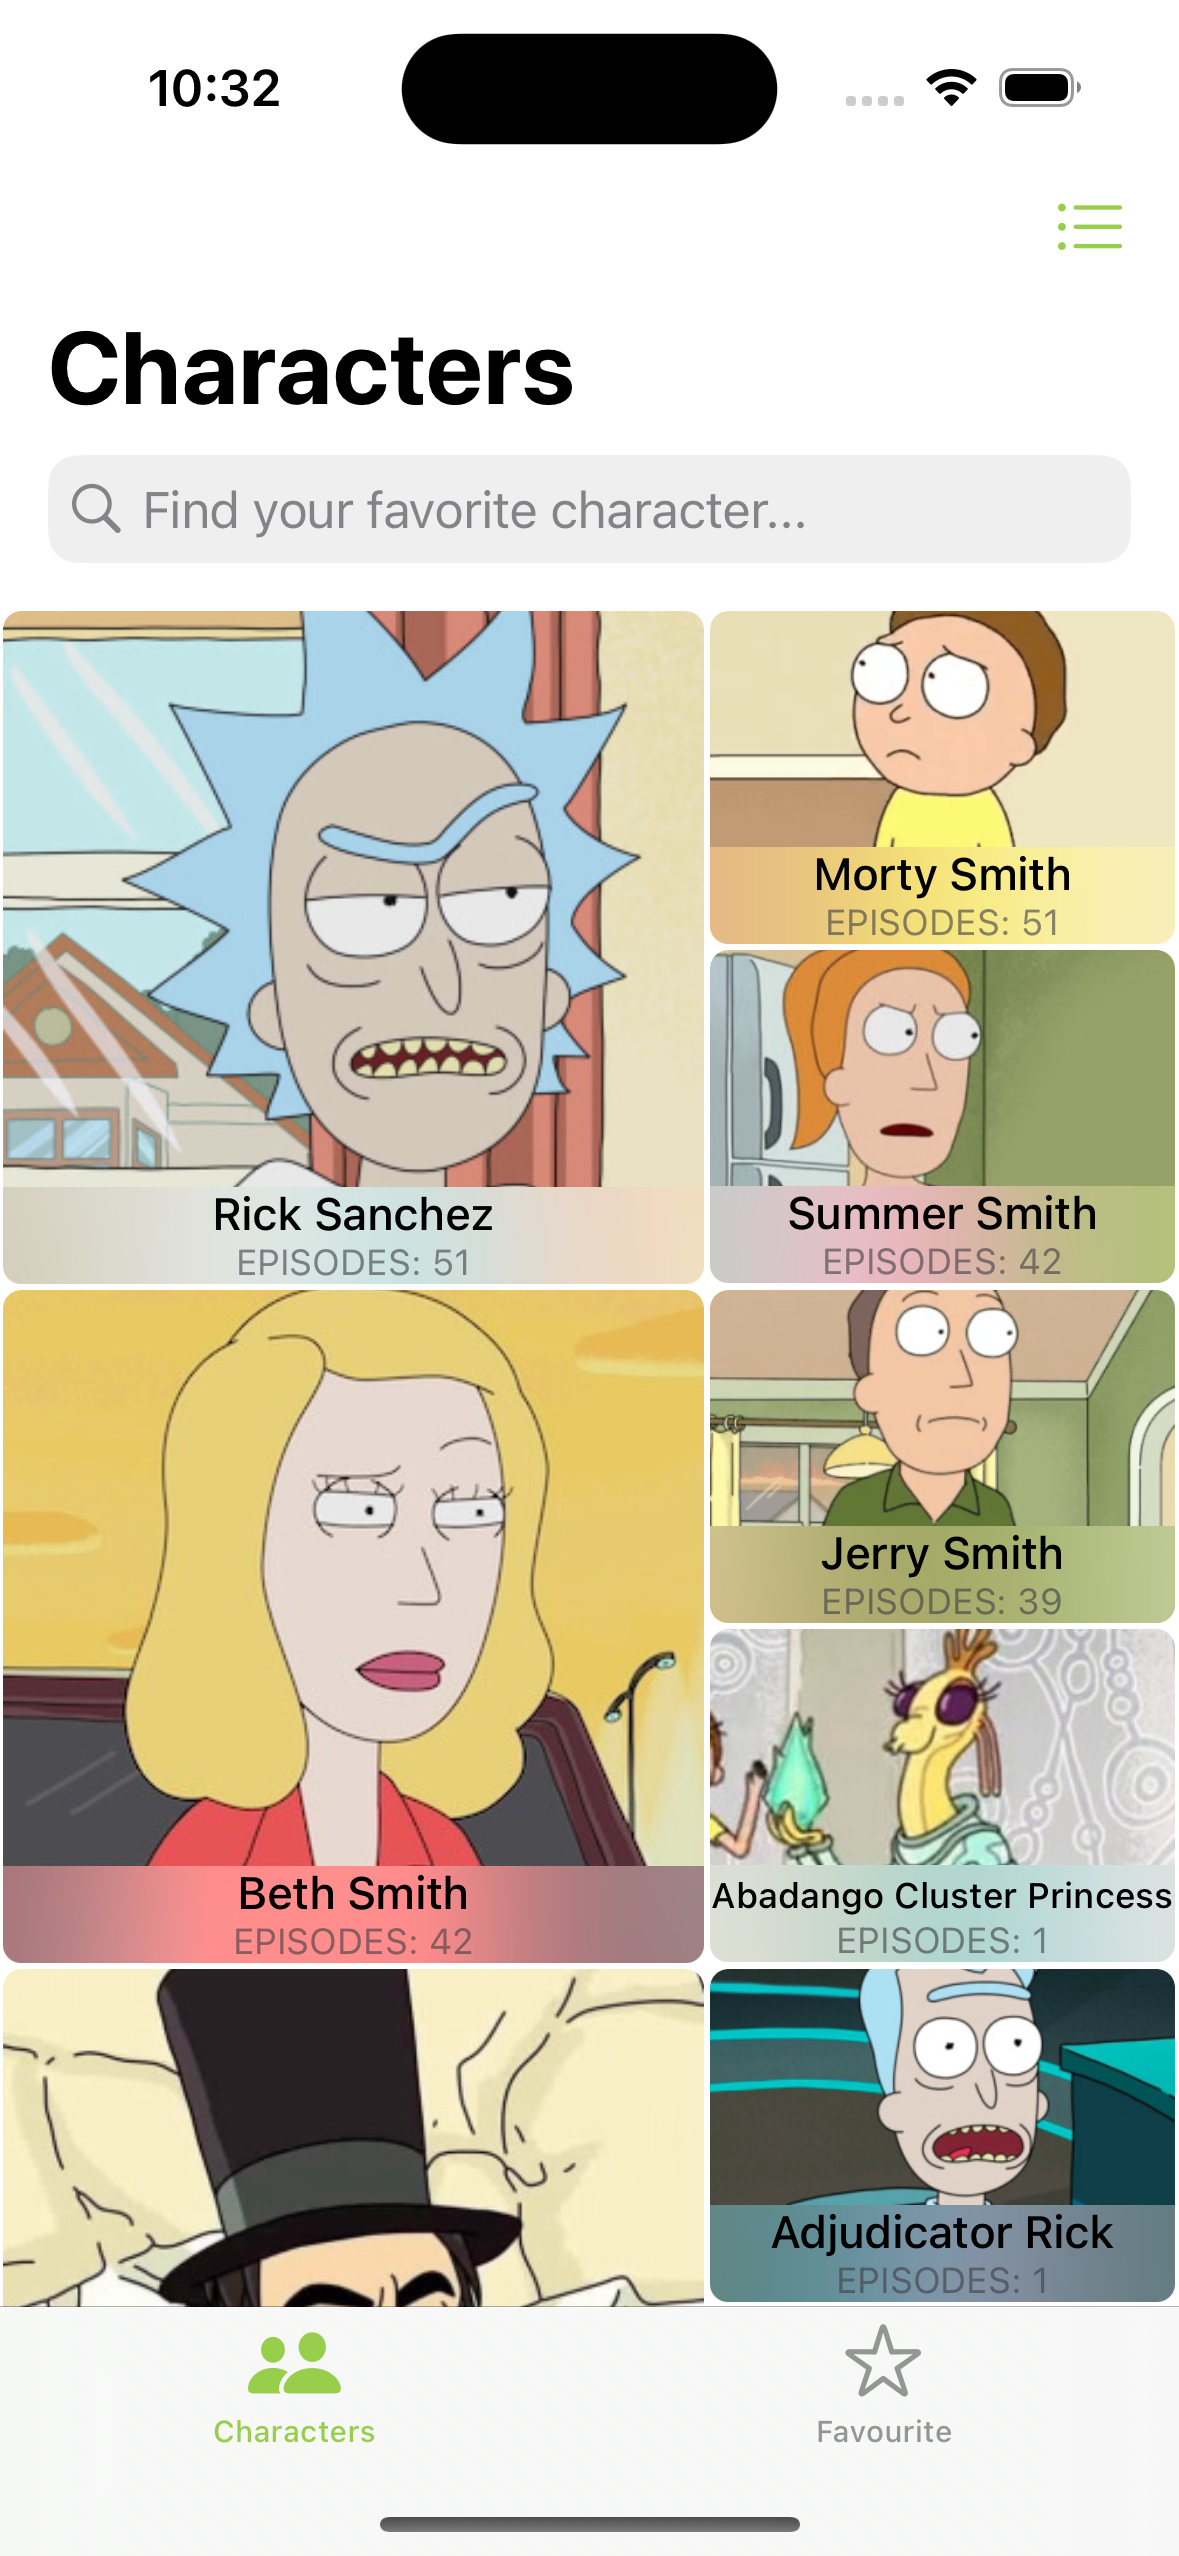 10:32
Characters
Find your favorite character...
Rick Sanchez
EPISODES: 51
Morty Smith
EPISODES: 51
Summer Smith
EPISODES: 42
Beth Smith
EPISODES: 42
Jerry Smith
EPISODES: 39
Abadango Cluster Princess
EPISODES: 1
Adjudicator Rick
EPISODES: 1
Characters
Favourite